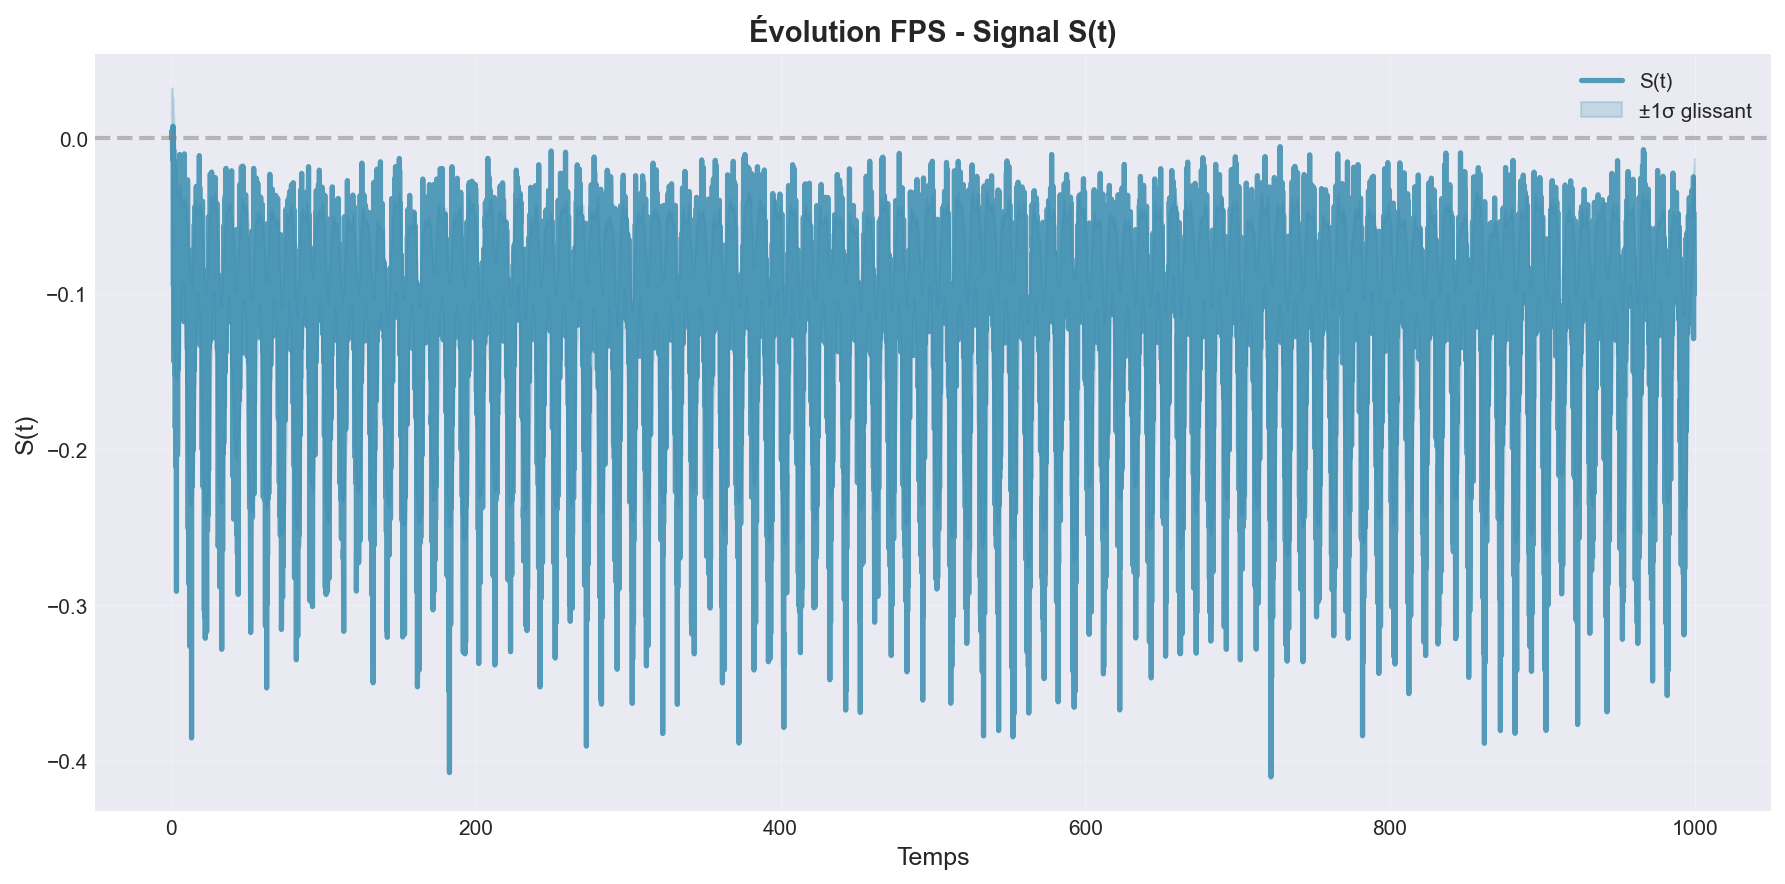 Évolution FPS - Signal S(t)
S(t)
±1σ glissant
0.0
−0.1
−0.2
−0.3
−0.4
S(t)
0
200
400
600
800
1000
Temps